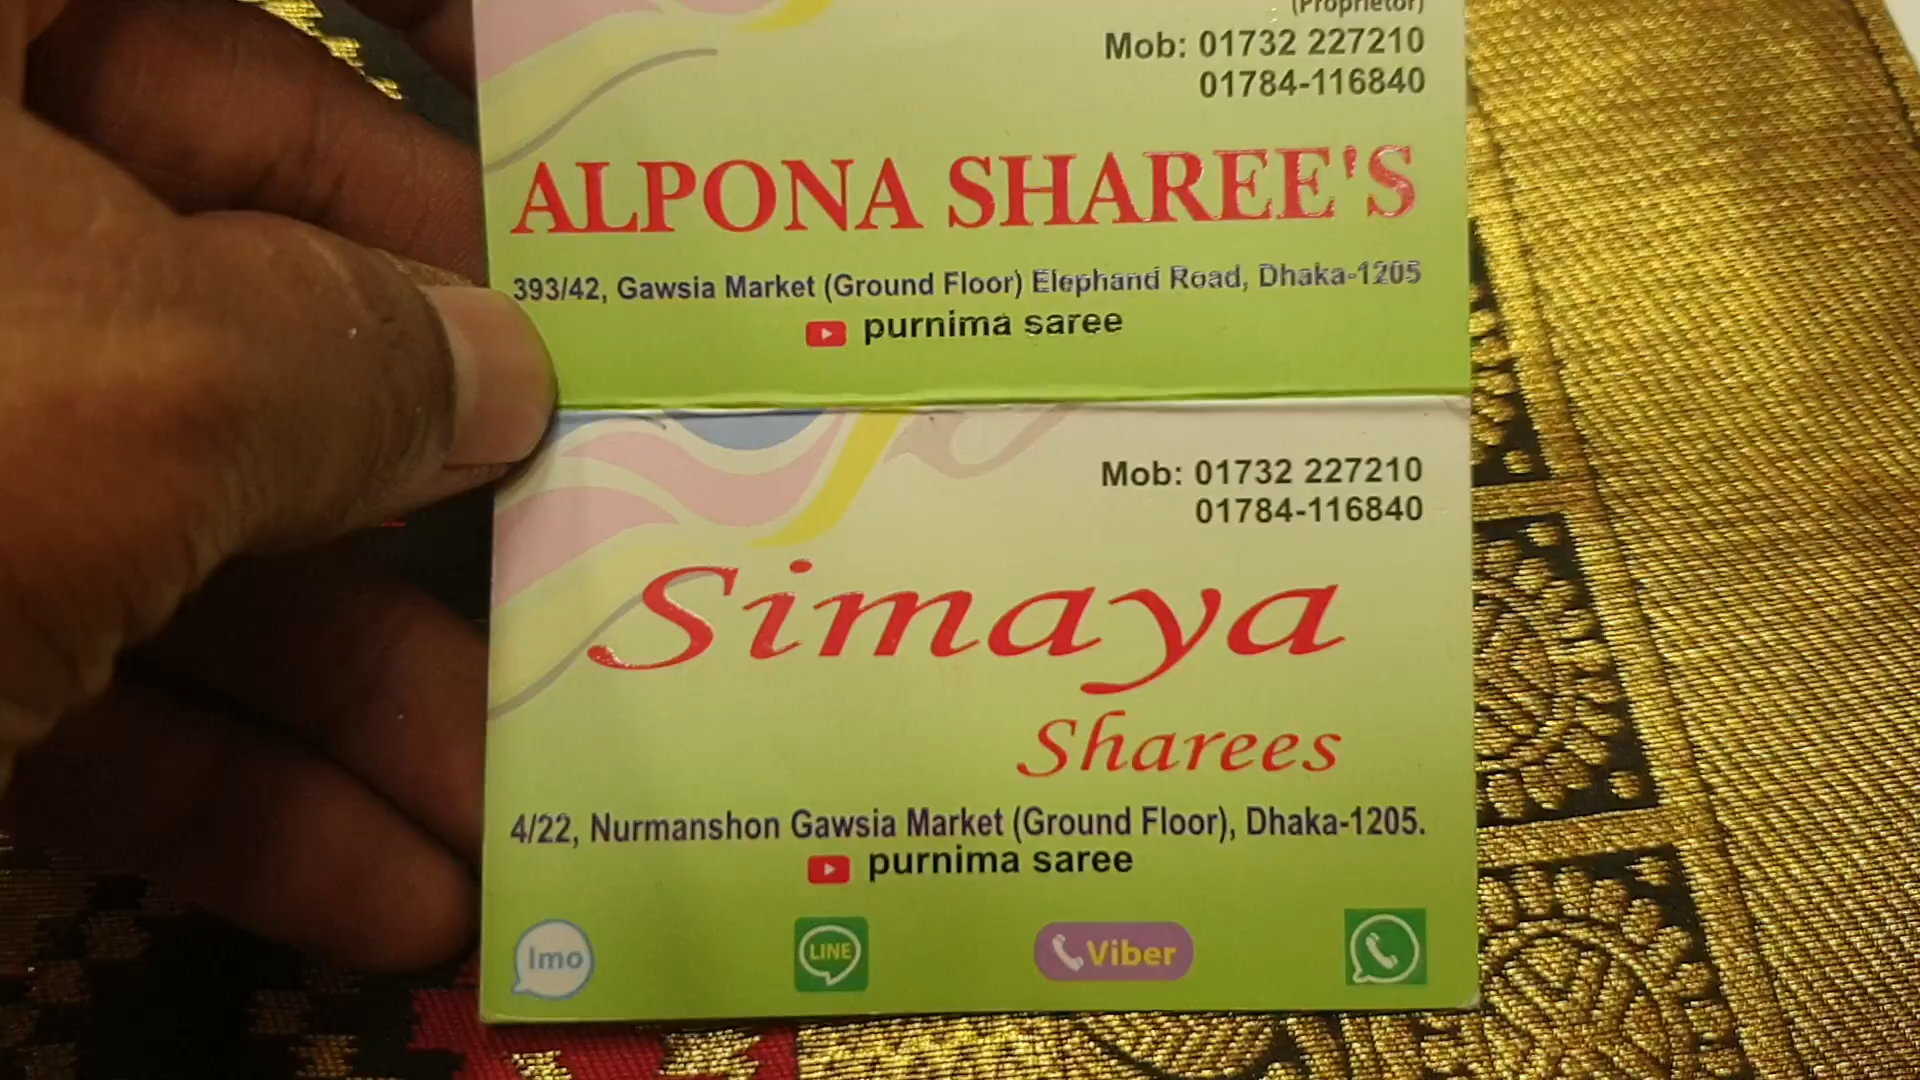 (Proprietor)
Mob: 01732 227210
01784-116840
ALPONA SHAREE'S
393/42, Gawsia Market (Ground Floor) Elephand Road, Dhaka-1205
purnima saree
Mob: 01732 227210
01784-116840
Simaya
Sharees
4/22, Nurmanshon Gawsia Market (Ground Floor), Dhaka-1205.
purnima saree
Imo
LINE
Viber